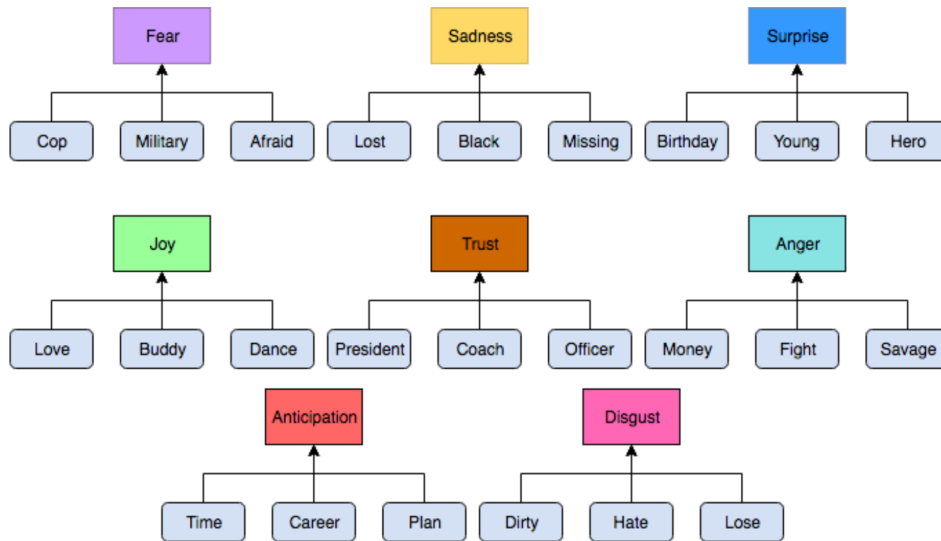 Fear
Sadness
Surprise
Cop
Military
Afraid
Lost
Black
Missing
Birthday
Young
Hero
Joy
Trust
Anger
Love
Buddy
Dance
President
Coach
Officer
Money
Fight
Savage
Anticipation
Disgust
Time
Career
Plan
Dirty
Hate
Lose